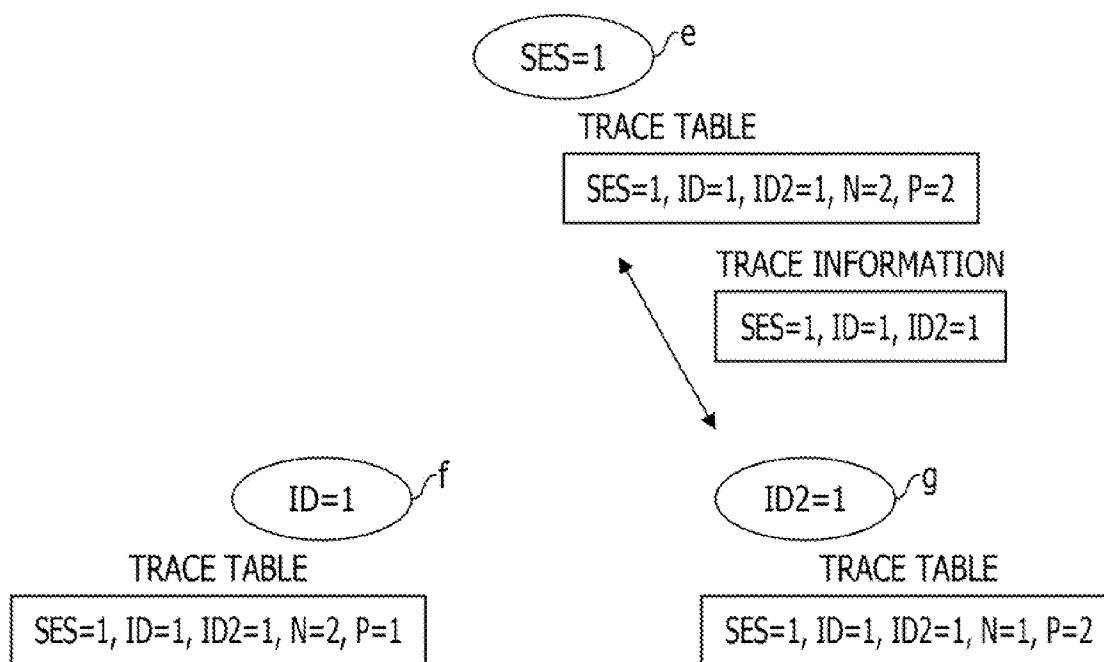 SES=1
e
TRACE TABLE
SES=1, ID=1, ID2=1, N=2, P=2
TRACE INFORMATION
SES=1, ID=1, ID2=1
ID=1
f
ID2=1
g
TRACE TABLE
TRACE TABLE
SES=1, ID=1, ID2=1, N=2, P=1
SES=1, ID=1, ID2=1, N=1, P=2